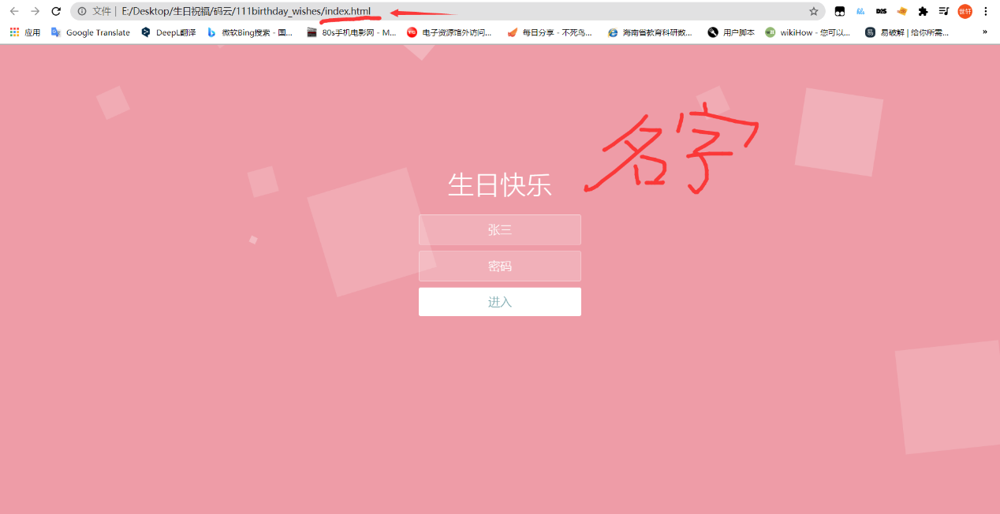 文件 | E:/Desktop/生日祝福/码云/111birthday_wishes/index.html
应用 Google Translate DeepL翻译 微软Bing搜索 - 国... 80s手机电影网 - M... 电子资源馆外访问... 每日分享 - 不死鸟... 海南省教育科研数... 用户脚本 wikiHow - 您可以... 易破解 | 给你所需... »
名字
生日快乐
张三
密码
进入